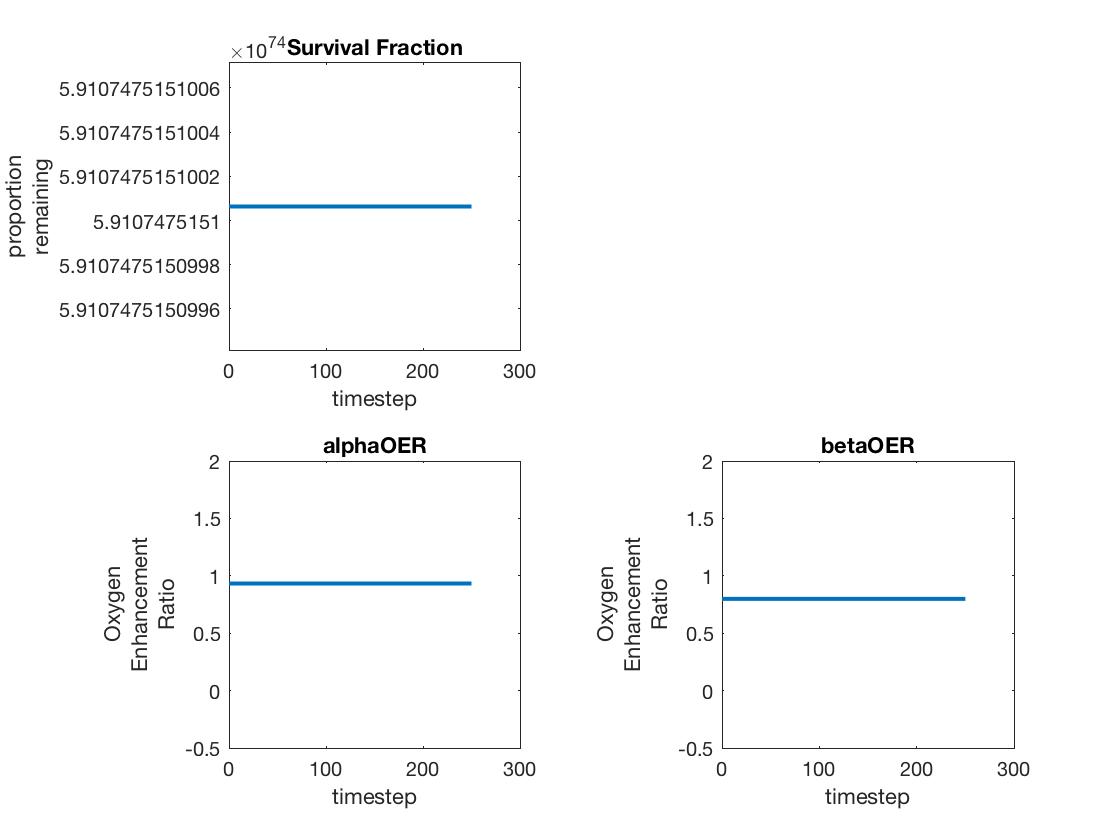 ×10^74 Survival Fraction
5.9107475151006
5.9107475151004
5.9107475151002
5.9107475151
5.9107475150998
5.9107475150996
proportion
remaining
0 100 200 300
timestep
alphaOER
2
1.5
1
0.5
0
-0.5
Oxygen
Enhancement
Ratio
0 100 200 300
timestep
betaOER
2
1.5
1
0.5
0
-0.5
Oxygen
Enhancement
Ratio
0 100 200 300
timestep